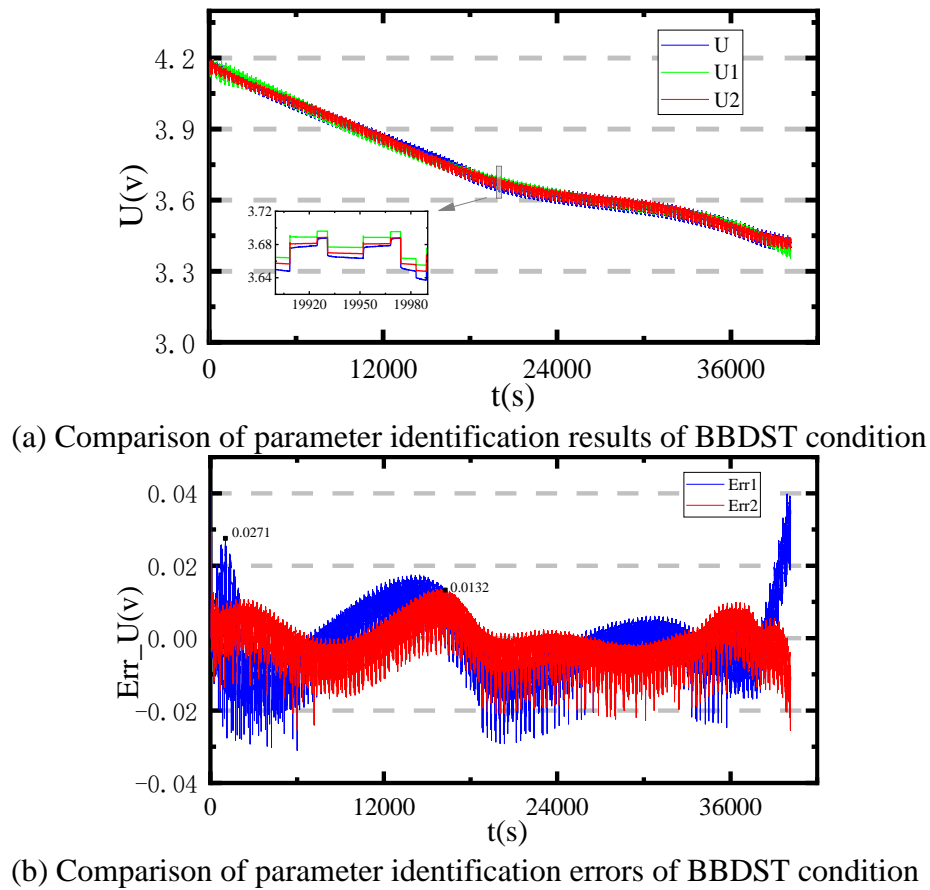 4.2
3.9
3.6
3.3
3.0
U(v)
U
U1
U2
3.72
3.68
3.64
19920 19950 19980
0 12000 24000 36000
t(s)
(a) Comparison of parameter identification results of BBDST condition
0.04
0.02
0.00
-0.02
-0.04
Err_U(v)
Err1
Err2
0.0271
0.0132
0 12000 24000 36000
t(s)
(b) Comparison of parameter identification errors of BBDST condition